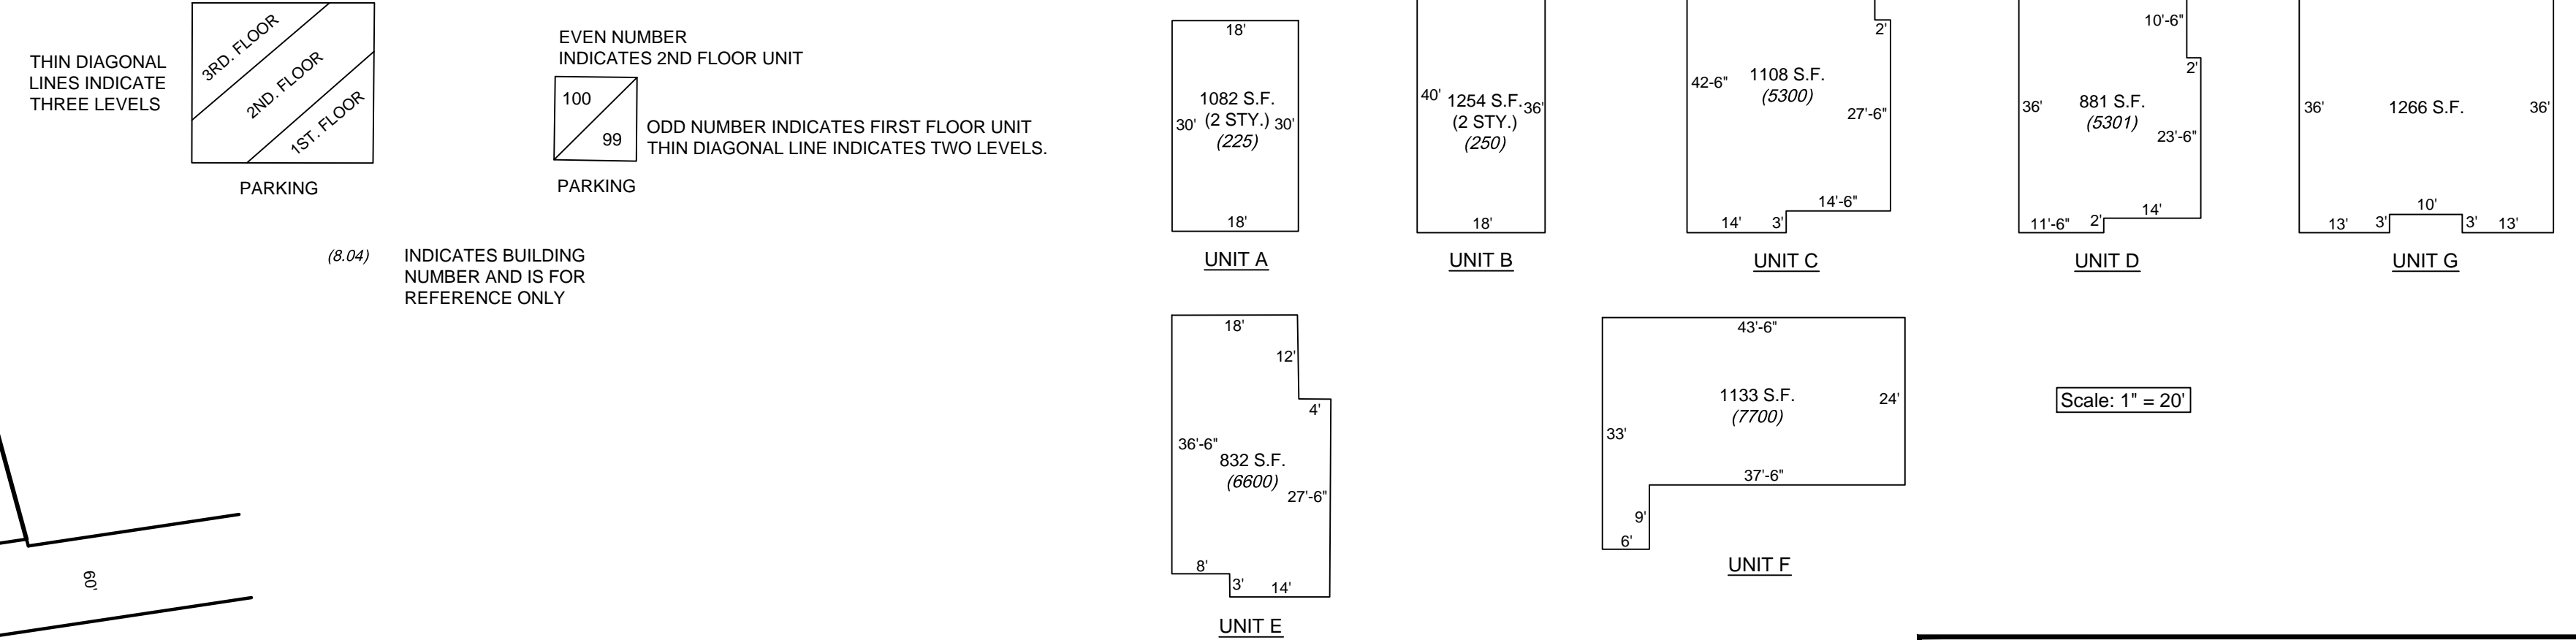 THIN DIAGONAL
LINES INDICATE
THREE LEVELS
3RD. FLOOR
2ND. FLOOR
1ST. FLOOR
PARKING
EVEN NUMBER
INDICATES 2ND FLOOR UNIT
100
99
ODD NUMBER INDICATES FIRST FLOOR UNIT
THIN DIAGONAL LINE INDICATES TWO LEVELS.
PARKING
(8.04)
INDICATES BUILDING
NUMBER AND IS FOR
REFERENCE ONLY
60'
18'
1082 S.F.
30' (2 STY.) 30'
(225)
18'
UNIT A
40' 1254 S.F. 36'
(2 STY.)
(250)
18'
UNIT B
2'
42-6"
1108 S.F.
(5300)
27'-6"
14'-6"
14' 3'
UNIT C
10'-6"
2'
36'
881 S.F.
(5301)
23'-6"
14'
11'-6" 2'
UNIT D
36' 1266 S.F. 36'
10'
13' 3' 3' 13'
UNIT G
18'
12'
4'
36'-6"
832 S.F.
(6600)
27'-6"
8'
3' 14'
UNIT E
43'-6"
1133 S.F.
24'
(7700)
33'
37'-6"
9'
6'
UNIT F
Scale: 1" = 20'